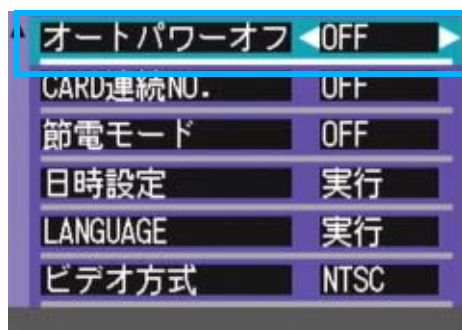 オートパワーオフ OFF
CARD連続NO. OFF
節電モード OFF
日時設定 実行
LANGUAGE 実行
ビデオ方式 NTSC